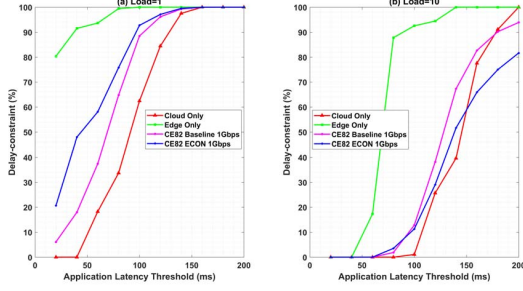 (a) Load=1
100
90
80
70
60
50
40
30
20
10
0
Delay-constraint (%)
Cloud Only
Edge Only
CE82 Baseline 1Gbps
CE82 ECON 1Gbps
0 50 100 150 200
Application Latency Threshold (ms)
(b) Load=10
100
90
80
70
60
50
40
30
20
10
0
Delay-constraint (%)
Cloud Only
Edge Only
CE82 Baseline 1Gbps
CE82 ECON 1Gbps
0 50 100 150 200
Application Latency Threshold (ms)